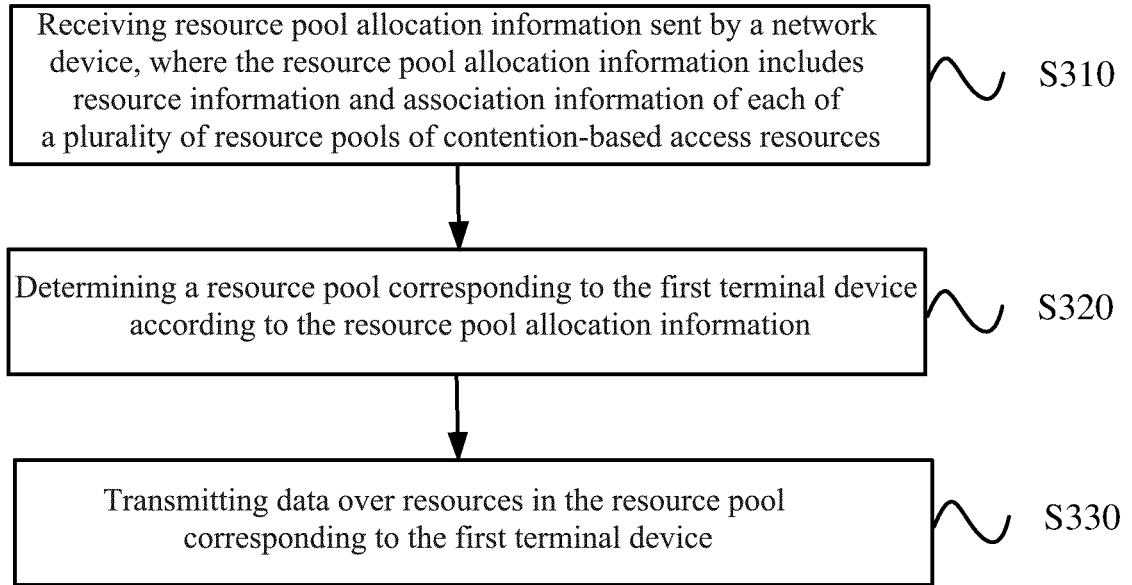 Receiving resource pool allocation information sent by a network
device, where the resource pool allocation information includes
resource information and association information of each of
a plurality of resource pools of contention-based access resources
S310
Determining a resource pool corresponding to the first terminal device
according to the resource pool allocation information
S320
Transmitting data over resources in the resource pool
corresponding to the first terminal device
S330